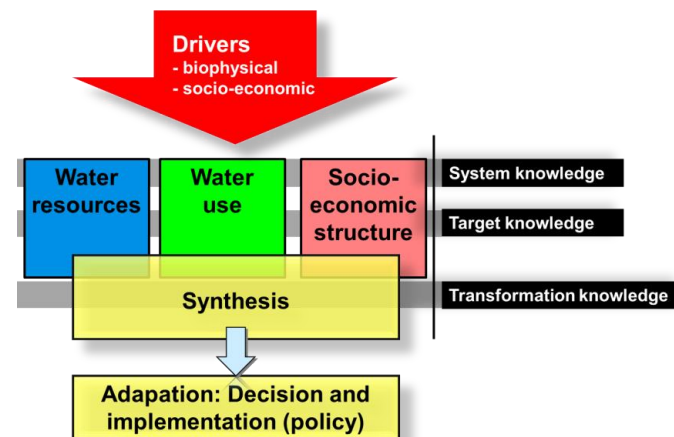 Drivers
- biophysical
- socio-economic
Water
resources
Water
use
Socio-
economic
structure
System knowledge
Target knowledge
Synthesis
Transformation knowledge
Adapation: Decision and
implementation (policy)